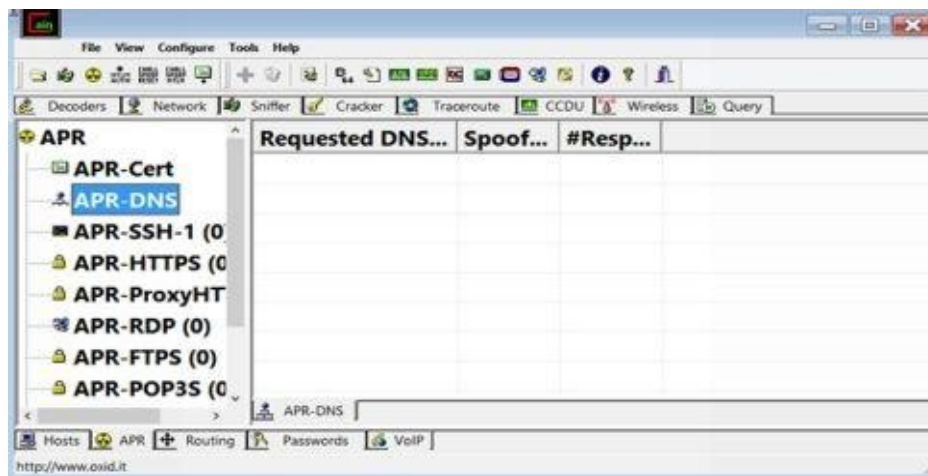 ain
File View Configure Tools Help
Decoders Network Sniffer Cracker Traceroute CCDU Wireless Query
APR
APR-Cert
APR-DNS
APR-SSH-1 (0
APR-HTTPS (0
APR-ProxyHT
APR-RDP (0)
APR-FTPS (0)
APR-POP3S (0
Requested DNS... Spoof... #Resp...
APR-DNS
Hosts APR Routing Passwords VoIP
http://www.oxid.it